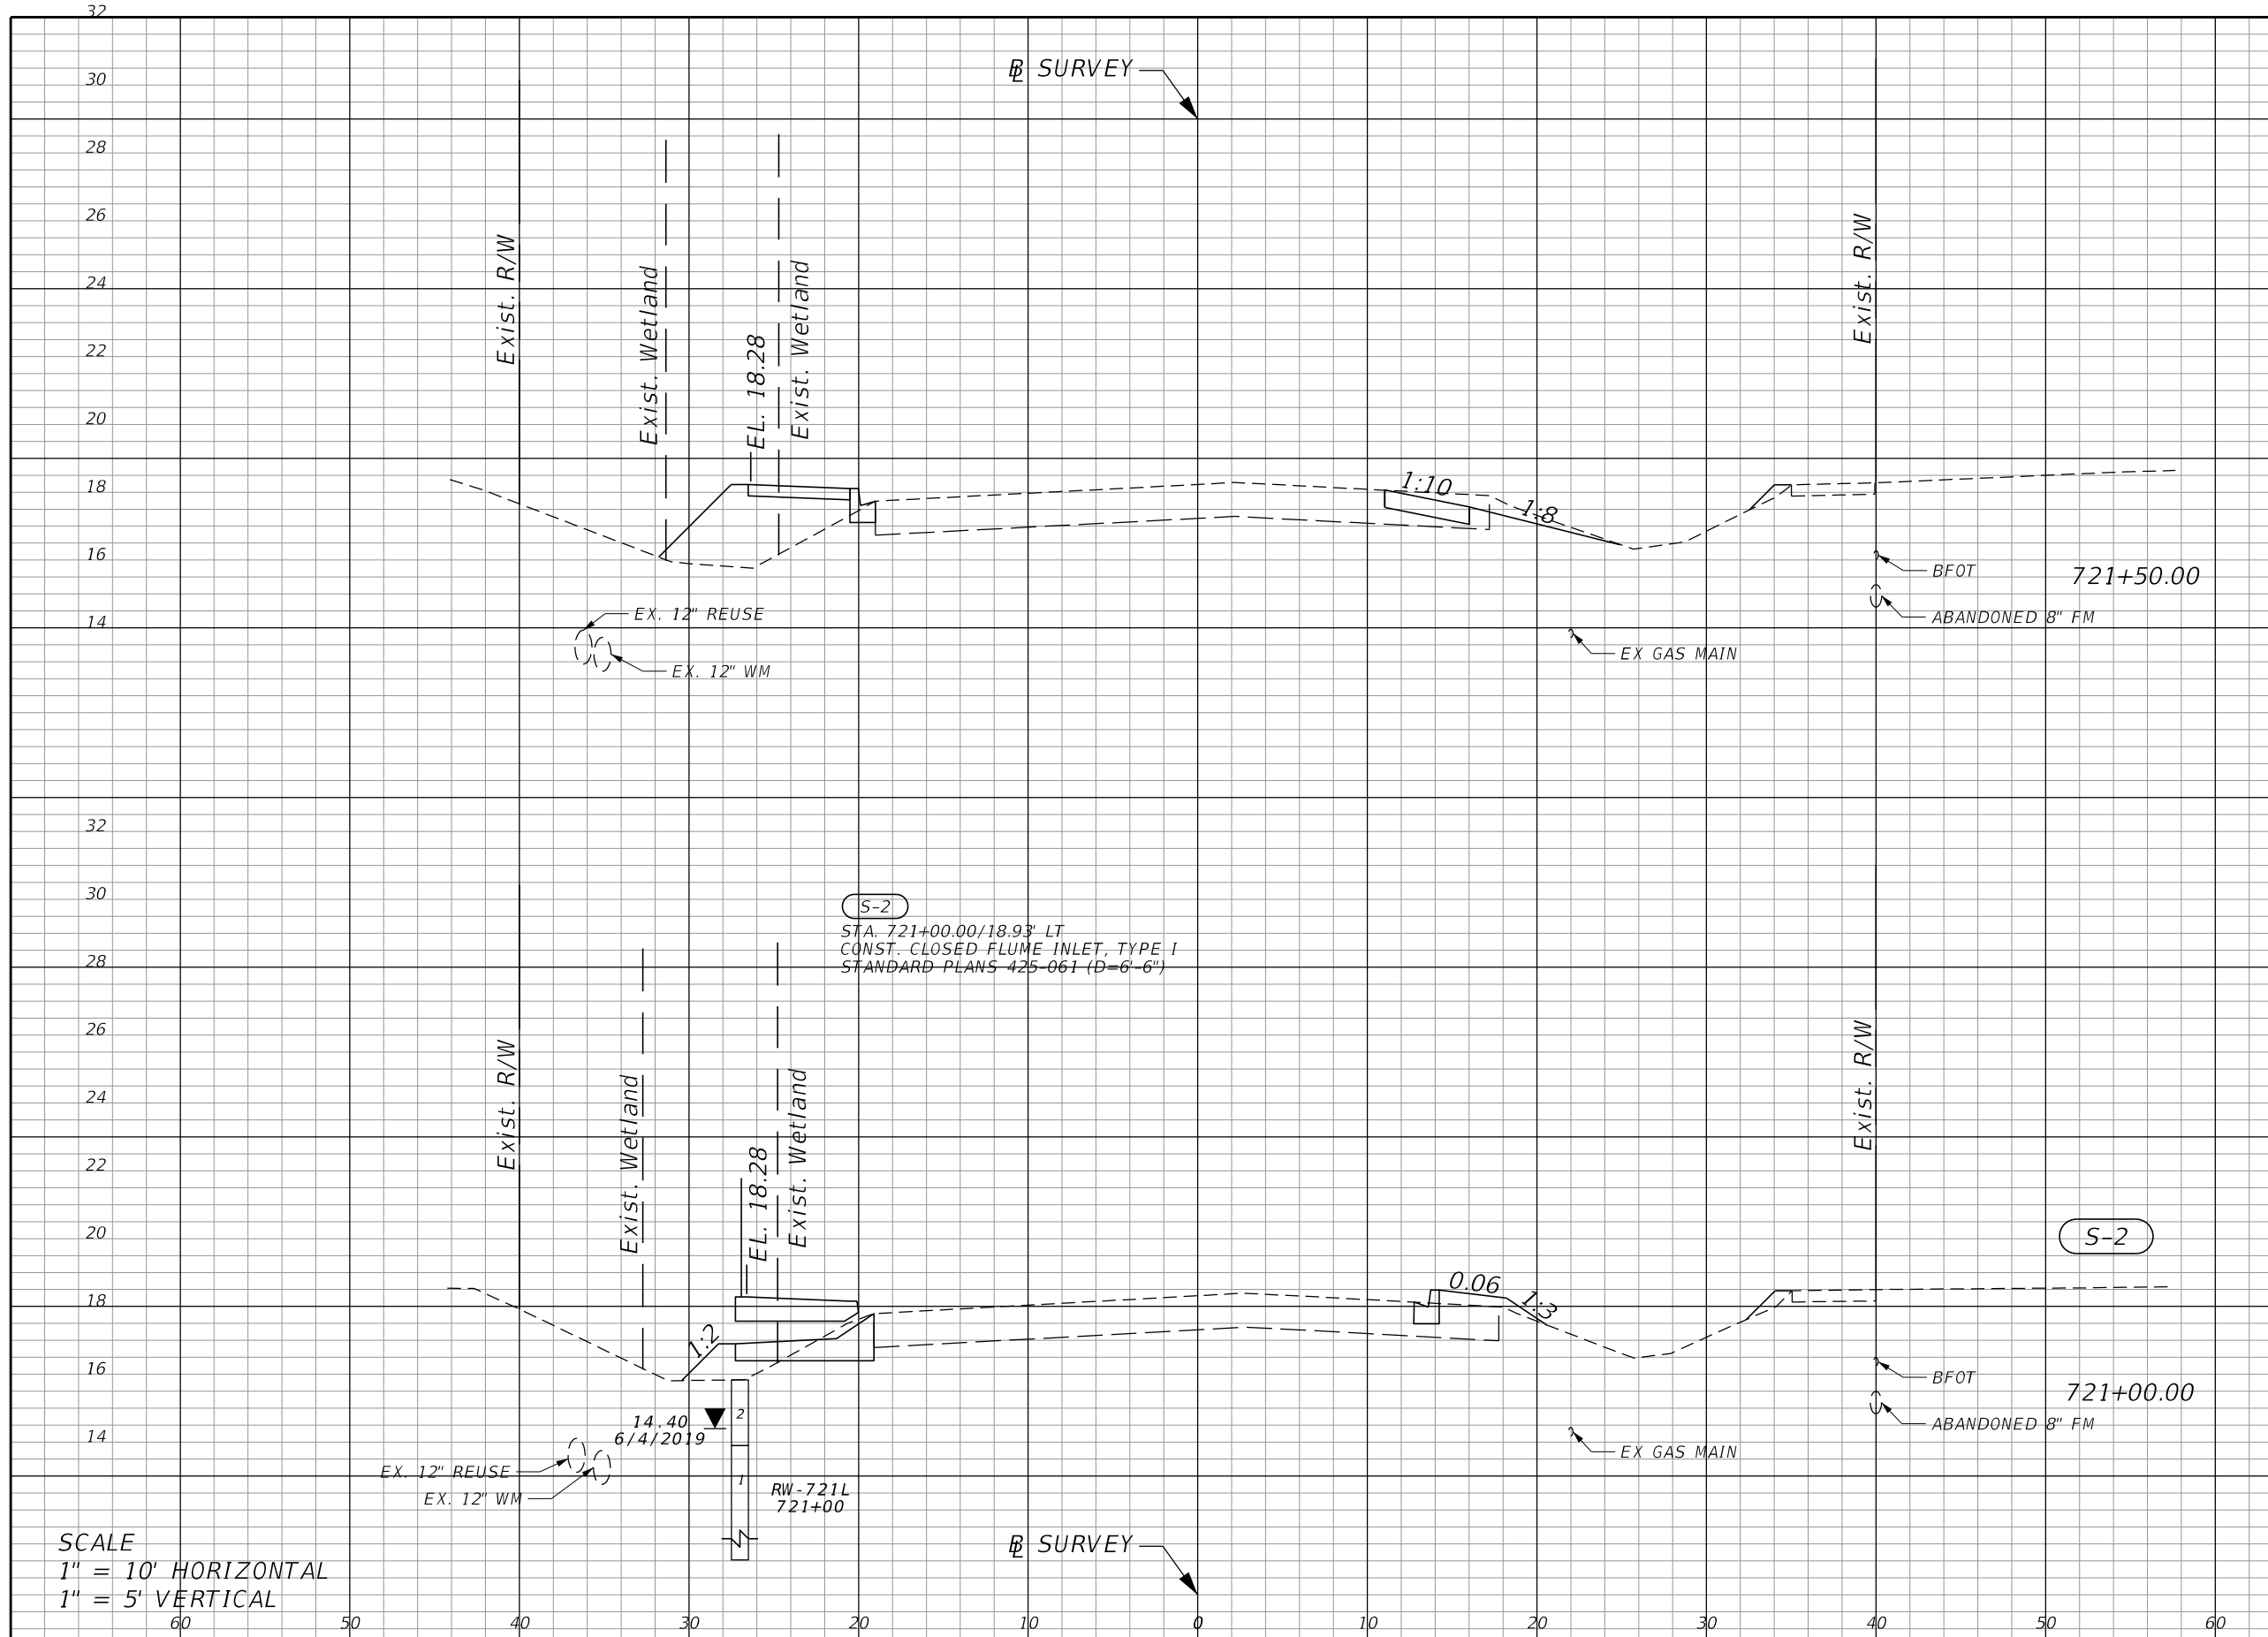 32
℄ SURVEY
30
28
26
24
22
20
18
16
14
Exist. R/W
Exist. Wetland
EL. 18.28
Exist. Wetland
Exist. R/W
1:10
1:8
BFOT
721+50.00
ABANDONED 8" FM
EX. 12" REUSE
EX. 12" WM
EX GAS MAIN
32
30
28
26
24
22
20
18
16
14
S-2
STA. 721+00.00/18.93' LT
CONST. CLOSED FLUME INLET, TYPE I
STANDARD PLANS 425-061 (D=6'-6")
Exist. R/W
Exist. Wetland
EL. 18.28
Exist. Wetland
Exist. R/W
S-2
0.06
1:3
1:2
BFOT
721+00.00
ABANDONED 8" FM
14.40
6/4/2019
2
1
EX. 12" REUSE
EX. 12" WM
EX GAS MAIN
RW-721L
721+00
℄ SURVEY
SCALE
1" = 10' HORIZONTAL
1" = 5' VERTICAL
60 50 40 30 20 10 0 10 20 30 40 50 60